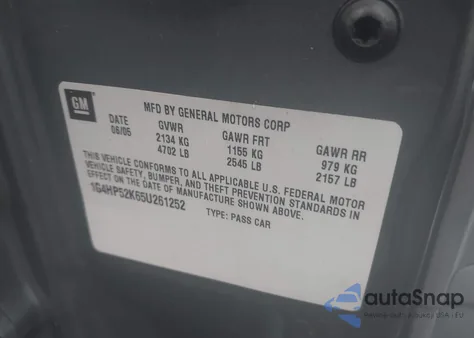 GM
MFD BY GENERAL MOTORS CORP
DATE GVWR GAWR FRT GAWR RR
06/05 2134 KG 1155 KG 979 KG
4702 LB 2545 LB 2157 LB
THIS VEHICLE CONFORMS TO ALL APPLICABLE U.S. FEDERAL MOTOR
VEHICLE SAFETY, BUMPER, AND THEFT PREVENTION STANDARDS IN
EFFECT ON THE DATE OF MANUFACTURE SHOWN ABOVE.
1G4HP52K65U261252 TYPE: PASS CAR
autoSnap